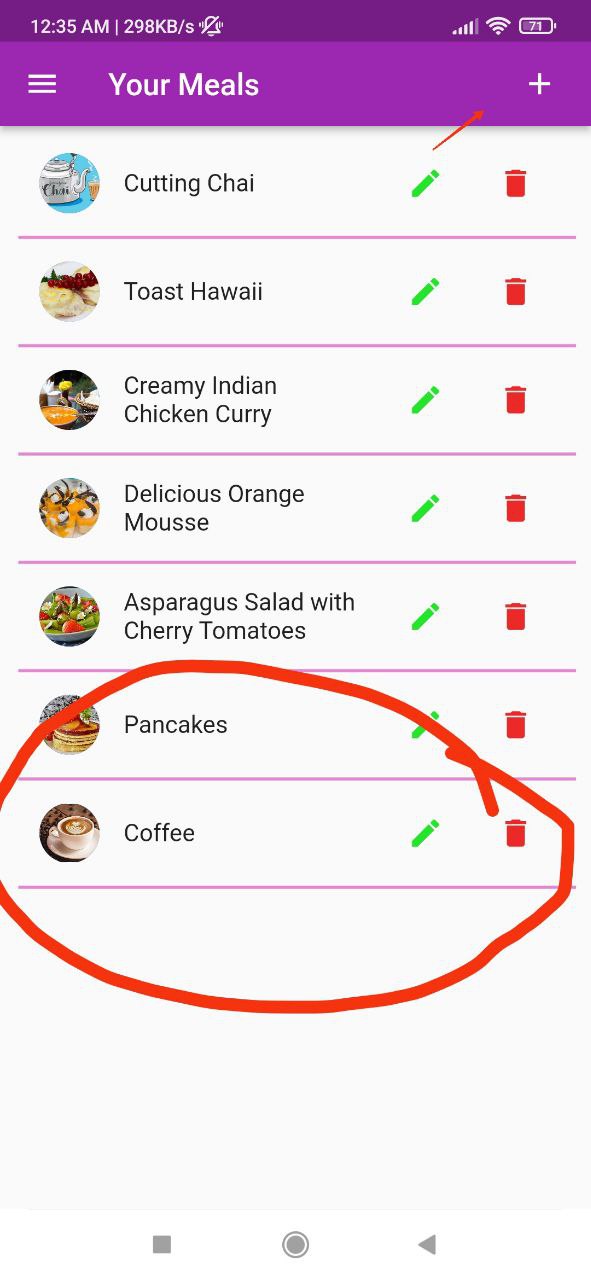 12:35 AM | 298KB/s
71
Your Meals
Chai
Cutting Chai
Toast Hawaii
Creamy Indian
Chicken Curry
Delicious Orange
Mousse
Asparagus Salad with
Cherry Tomatoes
Pancakes
Coffee